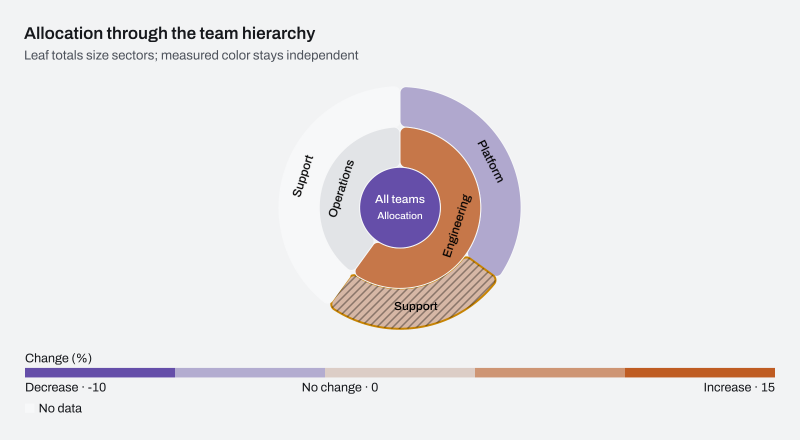 Allocation through the team hierarchy
Leaf totals size sectors; measured color stays independent
Platform
Support
Operations
All teams
Allocation
Engineering
Support
Change (%)
Decrease · -10
No change · 0
Increase · 15
No data